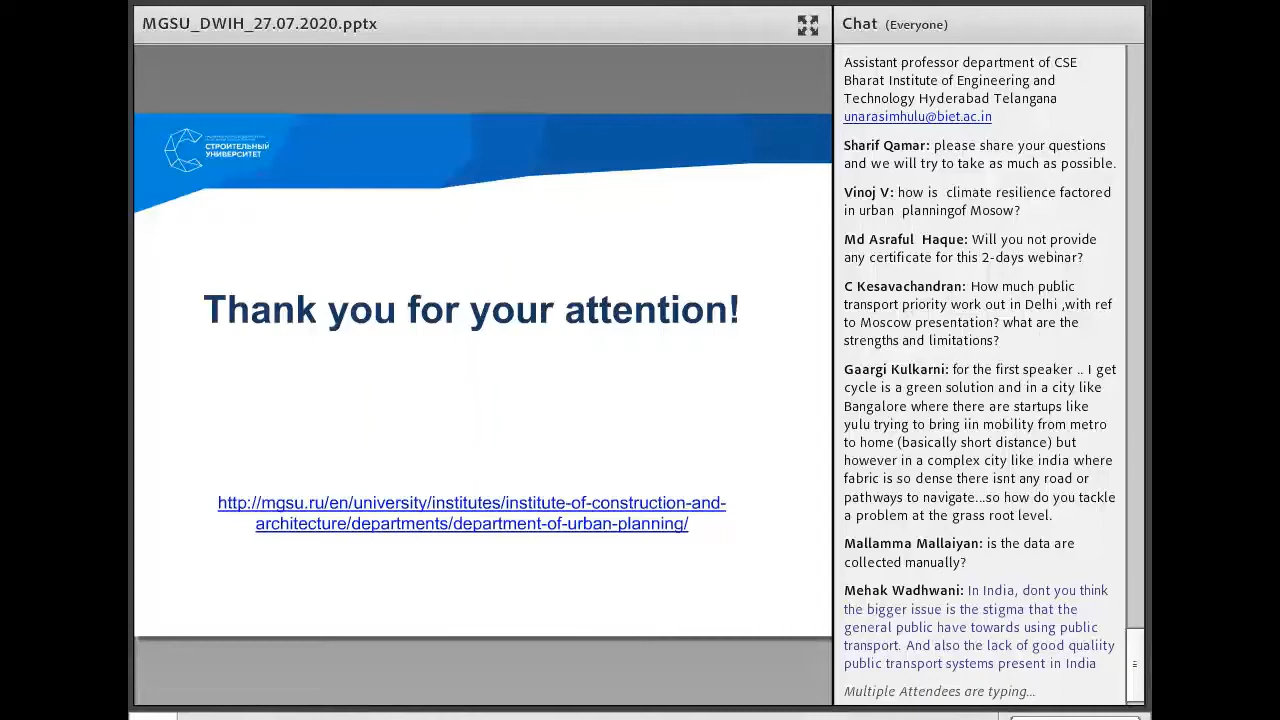 MGSU_DWIH_27.07.2020.pptx
СТРОИТЕЛЬНЫЙ
УНИВЕРСИТЕТ
Thank you for your attention!
http://mgsu.ru/en/university/institutes/institute-of-construction-and-
architecture/departments/department-of-urban-planning/
Chat (Everyone)
Assistant professor department of CSE
Bharat Institute of Engineering and
Technology Hyderabad Telangana
unarasimhulu@biet.ac.in
Sharif Qamar: please share your questions
and we will try to take as much as possible.
Vinoj V: how is climate resilience factored
in urban planningof Mosow?
Md Asraful Haque: Will you not provide
any certificate for this 2-days webinar?
C Kesavachandran: How much public
transport priority work out in Delhi ,with ref
to Moscow presentation? what are the
strengths and limitations?
Gaargi Kulkarni: for the first speaker .. I get
cycle is a green solution and in a city like
Bangalore where there are startups like
yulu trying to bring iin mobility from metro
to home (basically short distance) but
however in a complex city like india where
fabric is so dense there isnt any road or
pathways to navigate...so how do you tackle
a problem at the grass root level.
Mallamma Mallaiyan: is the data are
collected manually?
Mehak Wadhwani: In India, dont you think
the bigger issue is the stigma that the
general public have towards using public
transport. And also the lack of good qualiity
public transport systems present in India
Multiple Attendees are typing...